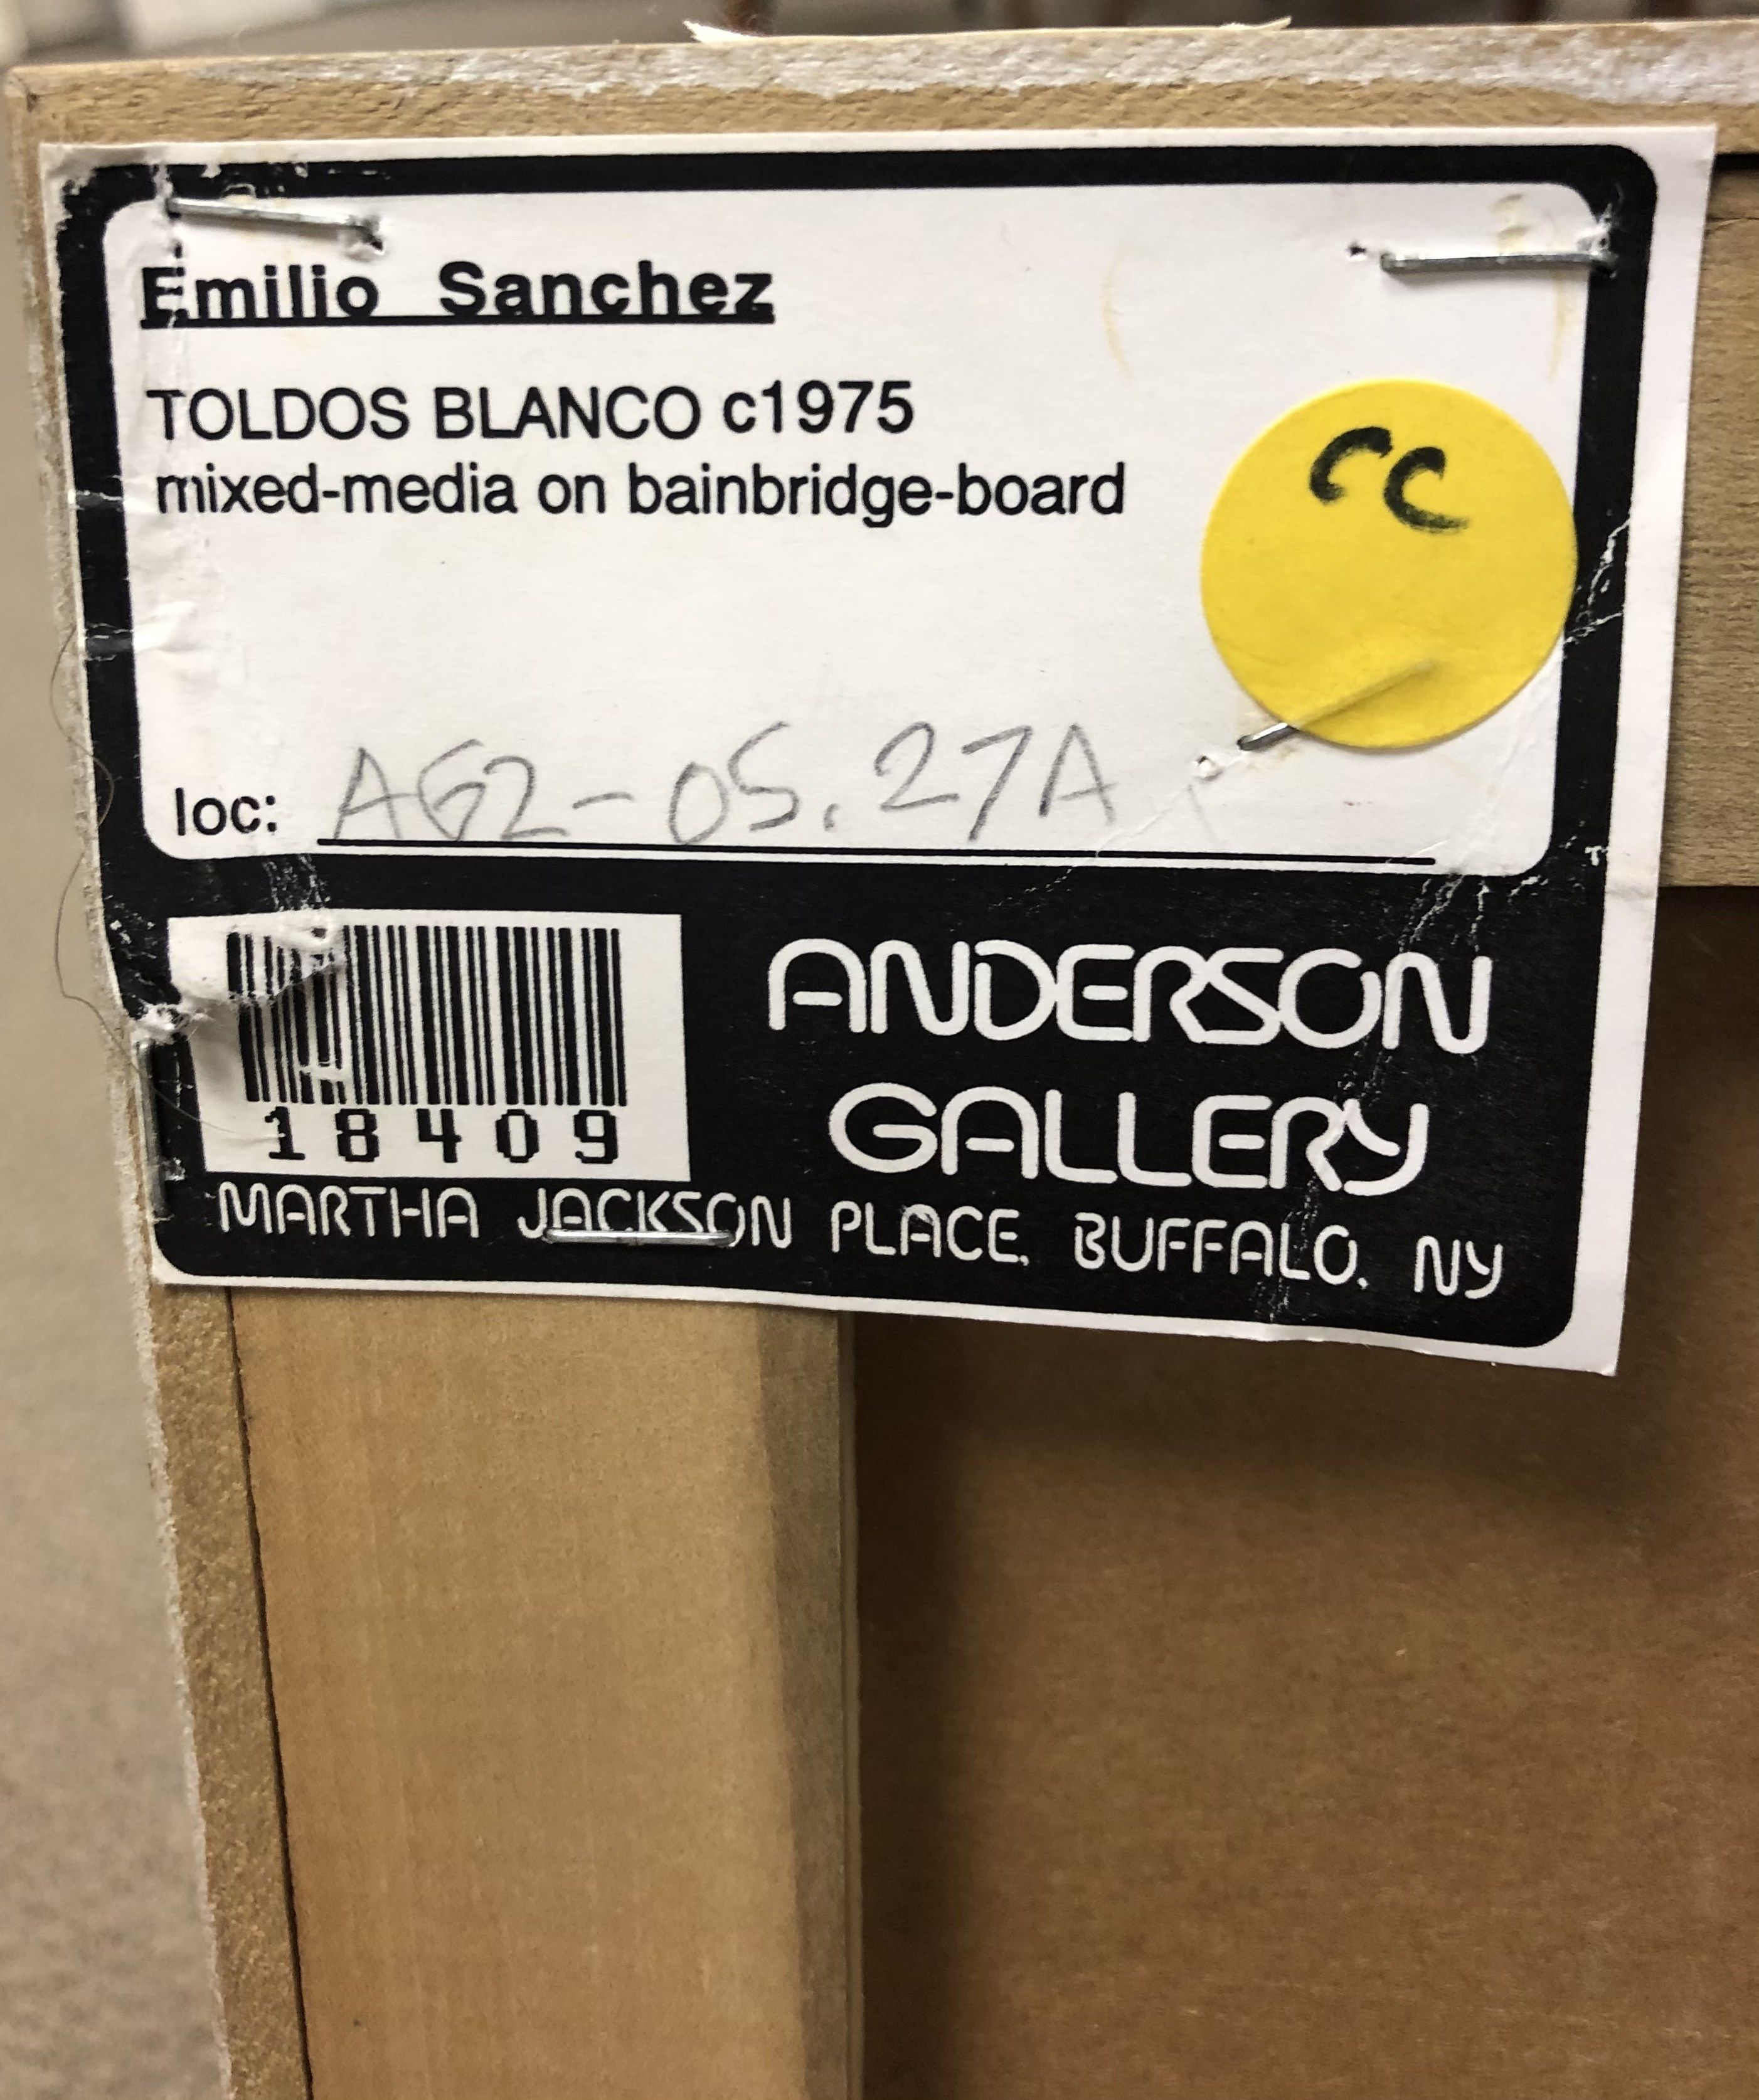 Emilio Sanchez
TOLDOS BLANCO c1975
mixed-media on bainbridge-board
CC
loc: AG2-05.27A
18409
ANDERSON
GALLERY
MARTHA JACKSON PLACE, BUFFALO, NY